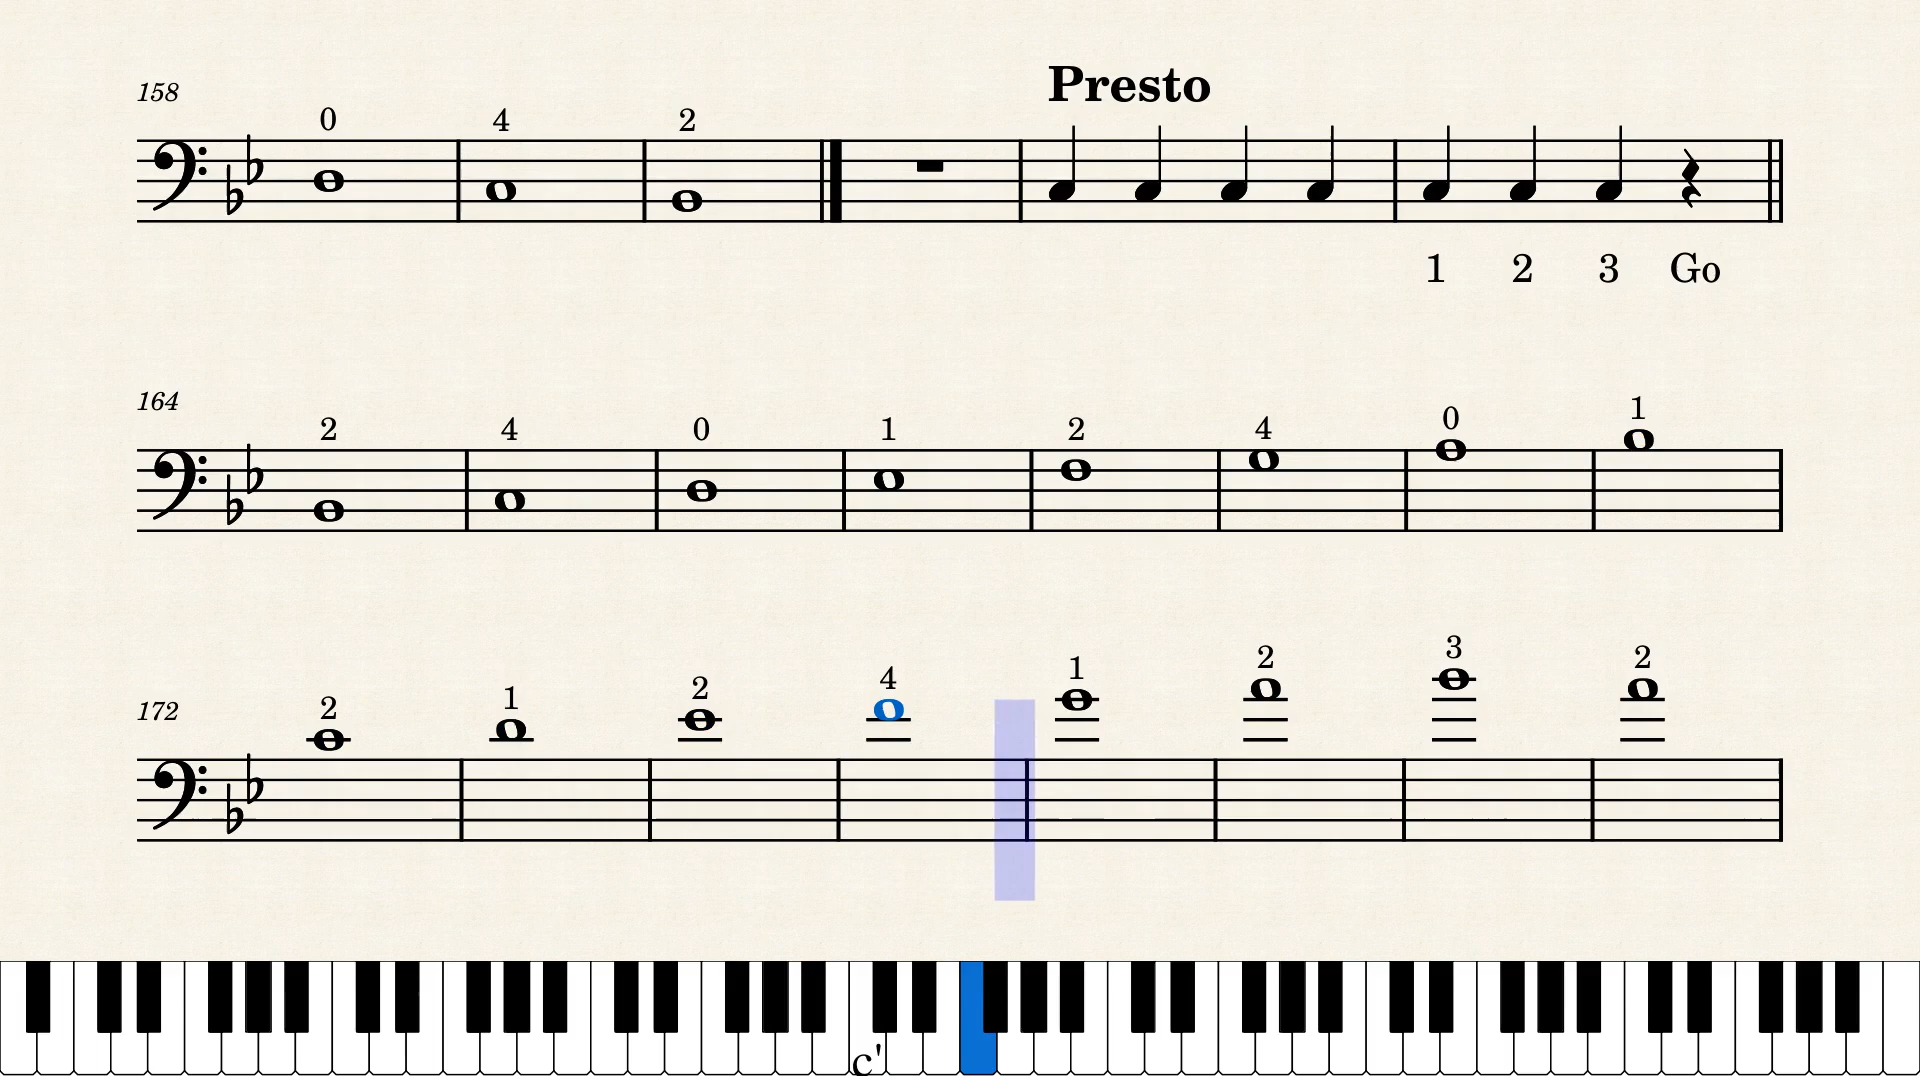 Presto
158
0 4 2
1 2 3 Go
164
2 4 0 1 2 4 0 1
172
2 1 2 4 1 2 3 2
c'